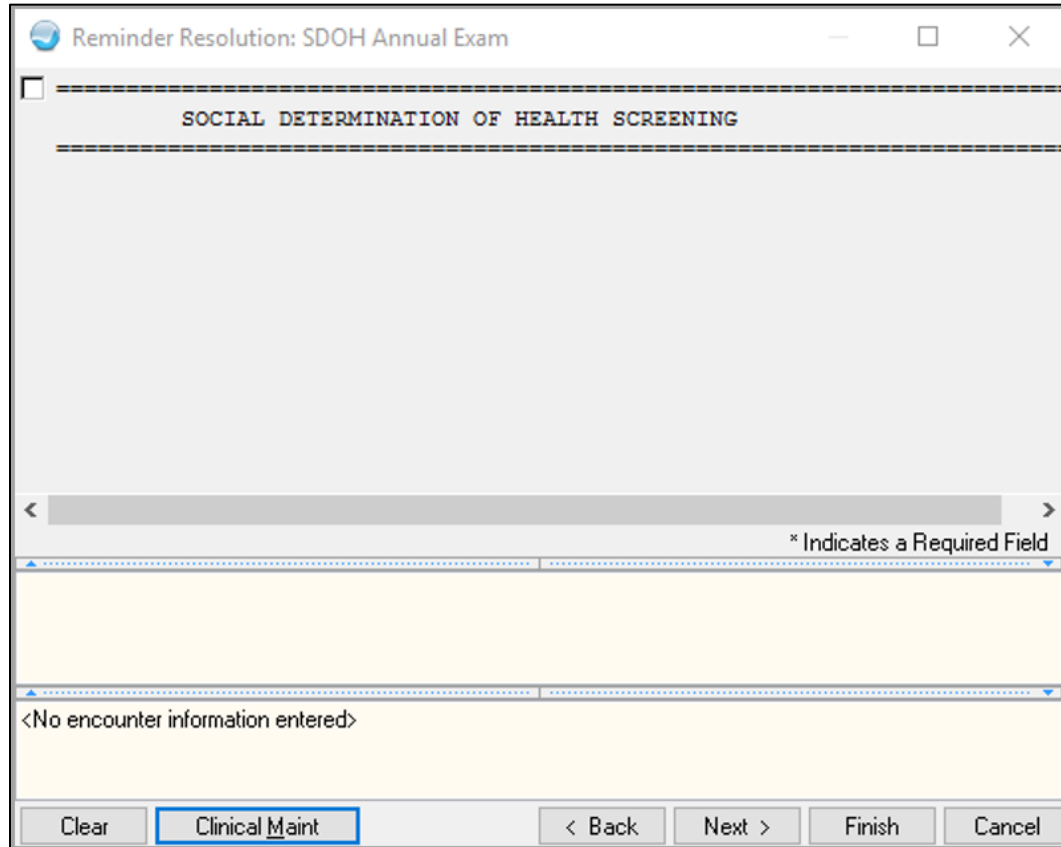 Reminder Resolution: SDOH Annual Exam
========================================================================
SOCIAL DETERMINATION OF HEALTH SCREENING
========================================================================
* Indicates a Required Field
<No encounter information entered>
Clear Clinical Maint < Back Next > Finish Cancel